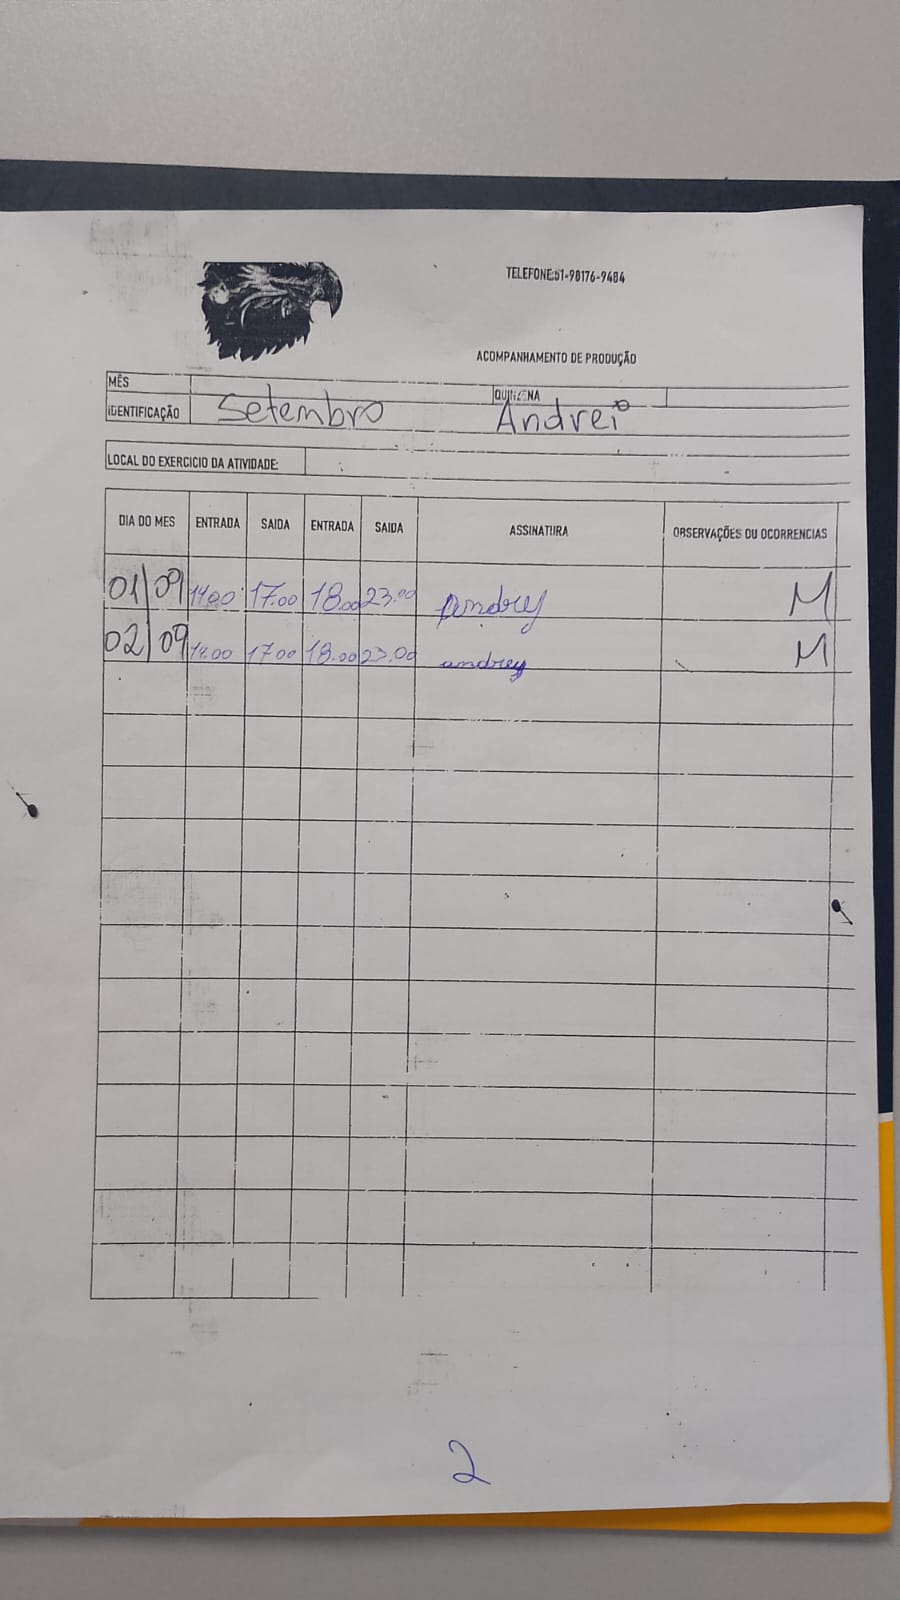 TELEFONE:51-98176-9484
ACOMPANHAMENTO DE PRODUÇÃO
MÊS QUINZENA
IDENTIFICAÇÃO Setembro Andrei
LOCAL DO EXERCICIO DA ATIVIDADE:
DIA DO MES ENTRADA SAIDA ENTRADA SAIDA ASSINATURA OBSERVAÇÕES OU OCORRENCIAS
01/09 14.00 17.00 18.00 23.00 Andrey M
02/09 14.00 17.00 18.00 23.00 andrey M
2